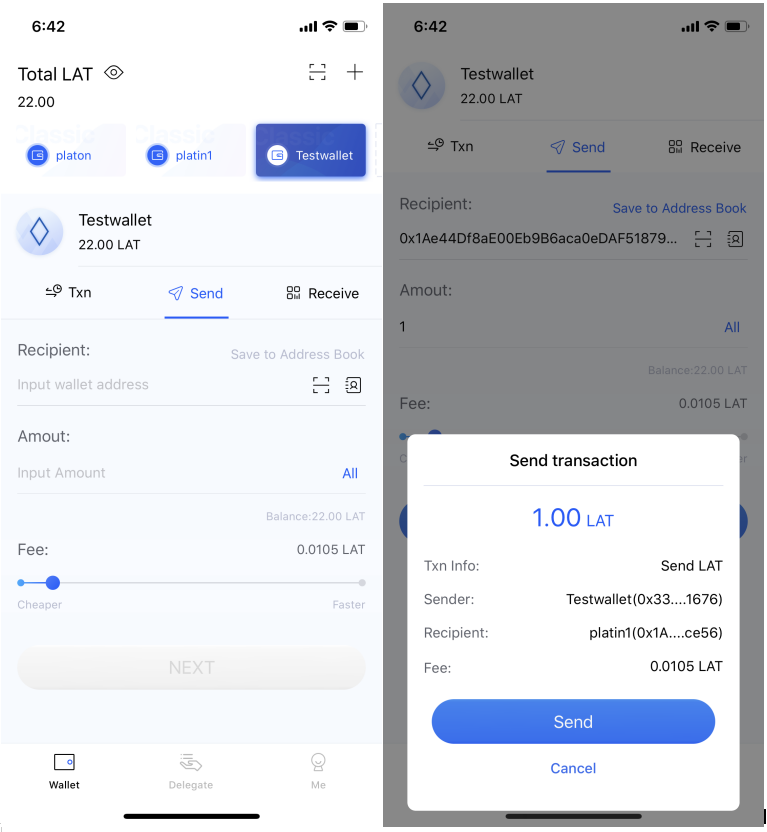 6:42
Total LAT
22.00
Classic
platon
Classic
platin1
Classic
Testwallet
Testwallet
22.00 LAT
Txn
Send
Receive
Recipient:
Save to Address Book
Input wallet address
Amout:
Input Amount
All
Balance:22.00 LAT
Fee:
0.0105 LAT
Cheaper
Faster
NEXT
Wallet
Delegate
Me
6:42
Testwallet
22.00 LAT
Txn
Send
Receive
Recipient:
Save to Address Book
0x1Ae44Df8aE00Eb9B6aca0eDAF51879...
Amout:
1
All
Balance:22.00 LAT
Fee:
0.0105 LAT
Send transaction
1.00 LAT
Txn Info:
Send LAT
Sender:
Testwallet(0x33....1676)
Recipient:
platin1(0x1A....ce56)
Fee:
0.0105 LAT
Send
Cancel